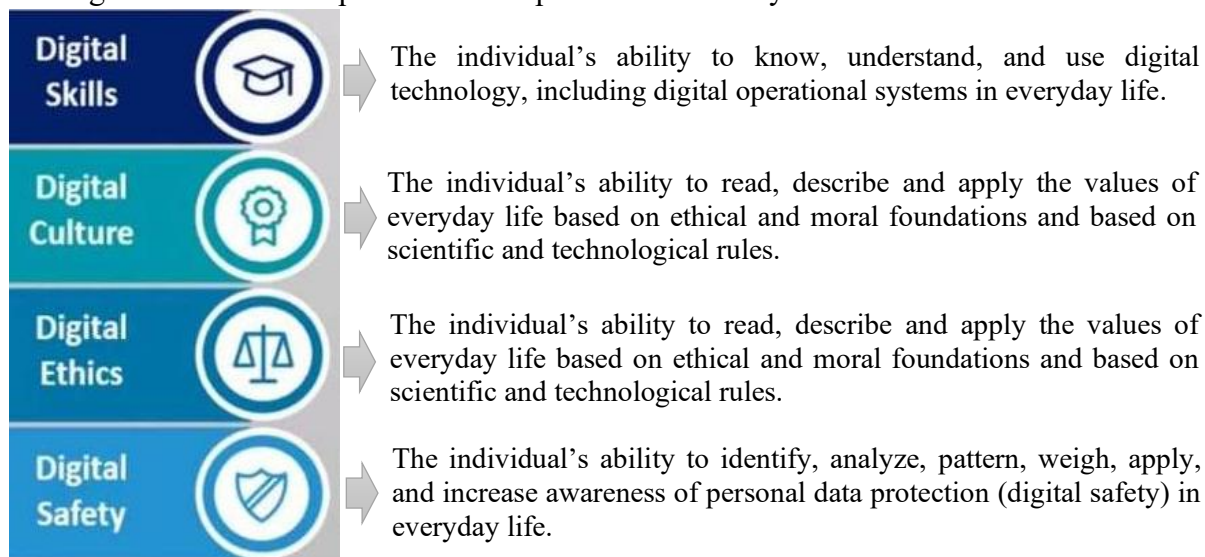 Digital
Skills
The individual’s ability to know, understand, and use digital
technology, including digital operational systems in everyday life.
Digital
Culture
The individual’s ability to read, describe and apply the values of
everyday life based on ethical and moral foundations and based on
scientific and technological rules.
Digital
Ethics
The individual’s ability to read, describe and apply the values of
everyday life based on ethical and moral foundations and based on
scientific and technological rules.
Digital
Safety
The individual’s ability to identify, analyze, pattern, weigh, apply,
and increase awareness of personal data protection (digital safety) in
everyday life.